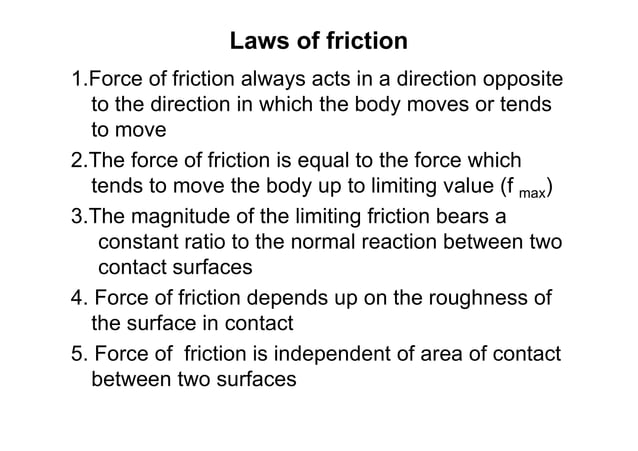 Laws of friction
1.Force of friction always acts in a direction opposite
to the direction in which the body moves or tends
to move
2.The force of friction is equal to the force which
tends to move the body up to limiting value (f max)
3.The magnitude of the limiting friction bears a
constant ratio to the normal reaction between two
contact surfaces
4. Force of friction depends up on the roughness of
the surface in contact
5. Force of  friction is independent of area of contact
between two surfaces